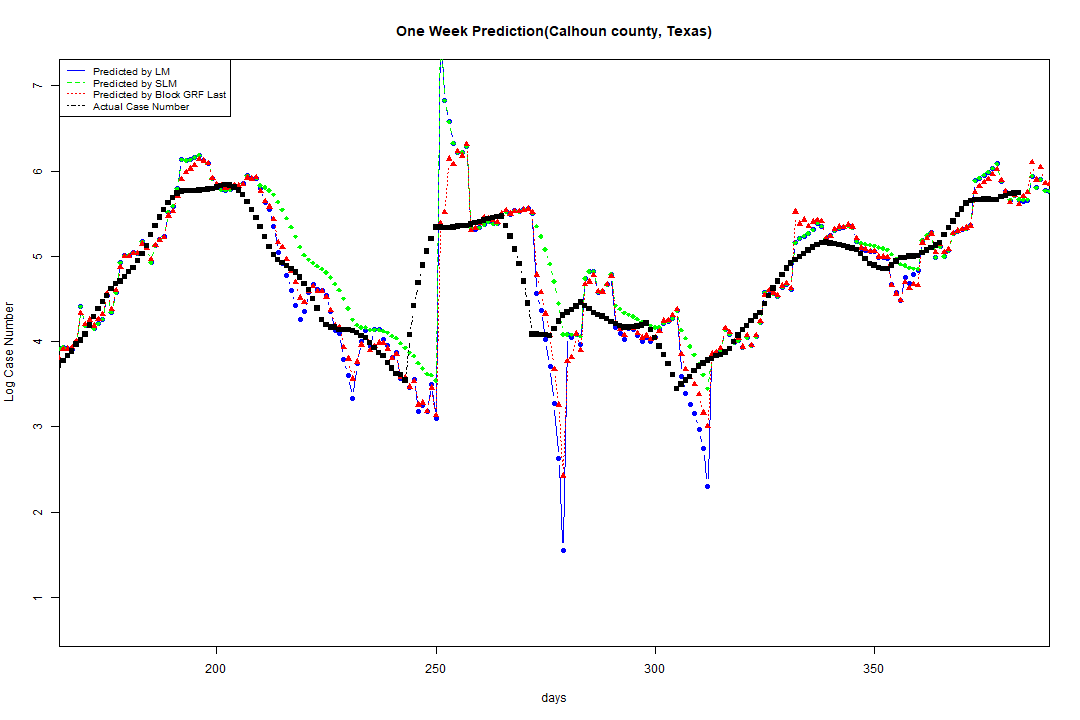 One Week Prediction(Calhoun county, Texas)
Predicted by LM
Predicted by SLM
Predicted by Block GRF Last
Actual Case Number
Log Case Number
7
6
5
4
3
2
1
200
250
300
350
days